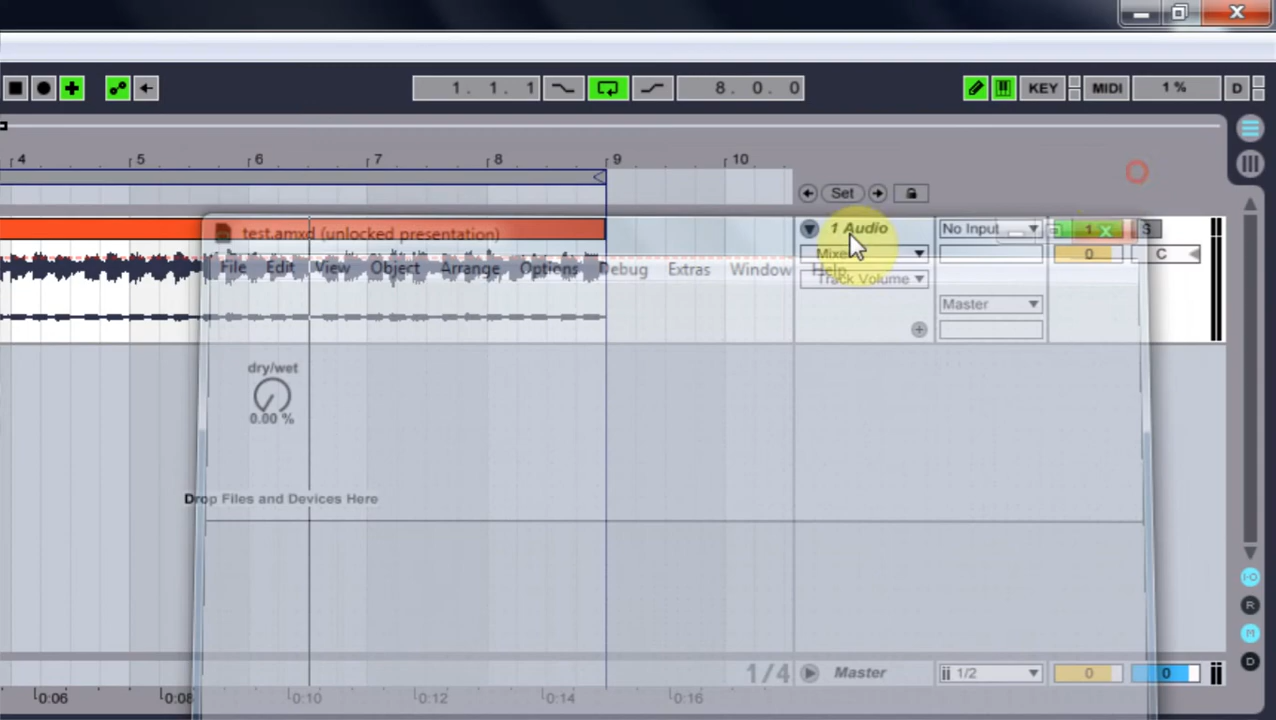 1. 1. 1
8. 0. 0
KEY
MIDI
1 %
D
4 5 6 7 8 9 10
Set
1 Audio
No Input
1
S
test.amxd (unlocked presentation)
Mixer
0
C
File Edit View Object Arrange Options Debug Extras Window Help
Track Volume
Master
dry/wet
0.00 %
Drop Files and Devices Here
I-O
R
M
D
1/4
Master
1/2
0
0
0:06 0:08 0:10 0:12 0:14 0:16